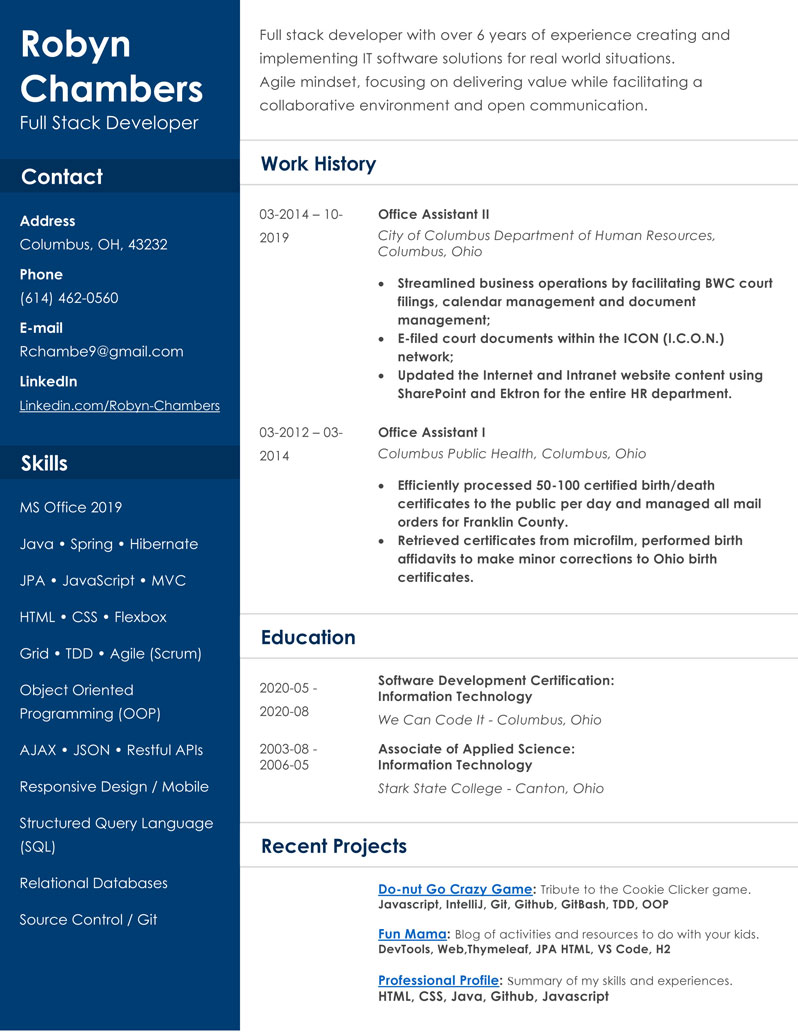 Robyn
Chambers
Full Stack Developer
Contact
Address
Columbus, OH, 43232
Phone
(614) 462-0560
E-mail
Rchambe9@gmail.com
LinkedIn
Linkedin.com/Robyn-Chambers
Skills
MS Office 2019
Java • Spring • Hibernate
JPA • JavaScript • MVC
HTML • CSS • Flexbox
Grid • TDD • Agile (Scrum)
Object Oriented
Programming (OOP)
AJAX • JSON • Restful APIs
Responsive Design / Mobile
Structured Query Language
(SQL)
Relational Databases
Source Control / Git
Full stack developer with over 6 years of experience creating and
implementing IT software solutions for real world situations.
Agile mindset, focusing on delivering value while facilitating a
collaborative environment and open communication.
Work History
03-2014 – 10-
2019
Office Assistant II
City of Columbus Department of Human Resources,
Columbus, Ohio
• Streamlined business operations by facilitating BWC court
filings, calendar management and document
management;
• E-filed court documents within the ICON (I.C.O.N.)
network;
• Updated the Internet and Intranet website content using
SharePoint and Ektron for the entire HR department.
03-2012 – 03-
2014
Office Assistant I
Columbus Public Health, Columbus, Ohio
• Efficiently processed 50-100 certified birth/death
certificates to the public per day and managed all mail
orders for Franklin County.
• Retrieved certificates from microfilm, performed birth
affidavits to make minor corrections to Ohio birth
certificates.
Education
2020-05 -
2020-08
Software Development Certification:
Information Technology
We Can Code It - Columbus, Ohio
2003-08 -
2006-05
Associate of Applied Science:
Information Technology
Stark State College - Canton, Ohio
Recent Projects
Do-nut Go Crazy Game: Tribute to the Cookie Clicker game.
Javascript, IntelliJ, Git, Github, GitBash, TDD, OOP
Fun Mama: Blog of activities and resources to do with your kids.
DevTools, Web,Thymeleaf, JPA HTML, VS Code, H2
Professional Profile: Summary of my skills and experiences.
HTML, CSS, Java, Github, Javascript